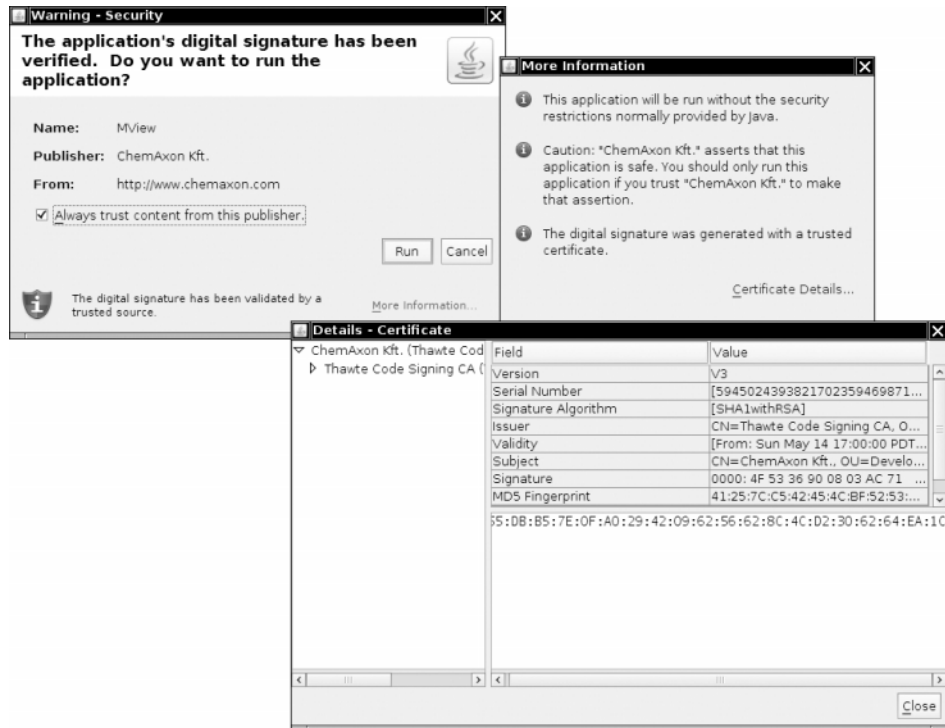 Warning - Security
The application's digital signature has been
verified. Do you want to run the
application?
Name: MView
Publisher: ChemAxon Kft.
From: http://www.chemaxon.com
Always trust content from this publisher.
Run Cancel
The digital signature has been validated by a
trusted source.
More Information...
More Information
This application will be run without the security
restrictions normally provided by Java.
Caution: "ChemAxon Kft." asserts that this
application is safe. You should only run this
application if you trust "ChemAxon Kft." to make
that assertion.
The digital signature was generated with a trusted
certificate.
Certificate Details...
Details - Certificate
ChemAxon Kft. (Thawte Cod
Thawte Code Signing CA (
Field Value
Version V3
Serial Number [5945024393821702359469871...
Signature Algorithm [SHA1withRSA]
Issuer CN=Thawte Code Signing CA, O...
Validity [From: Sun May 14 17:00:00 PDT...
Subject CN=ChemAxon Kft., OU=Develo...
Signature 0000: 4F 53 36 90 08 03 AC 71 ...
MD5 Fingerprint 41:25:7C:C5:42:45:4C:BF:52:53:...
55:DB:B5:7E:0F:A0:29:42:09:62:56:62:8C:4C:D2:30:62:64:EA:1C
Close